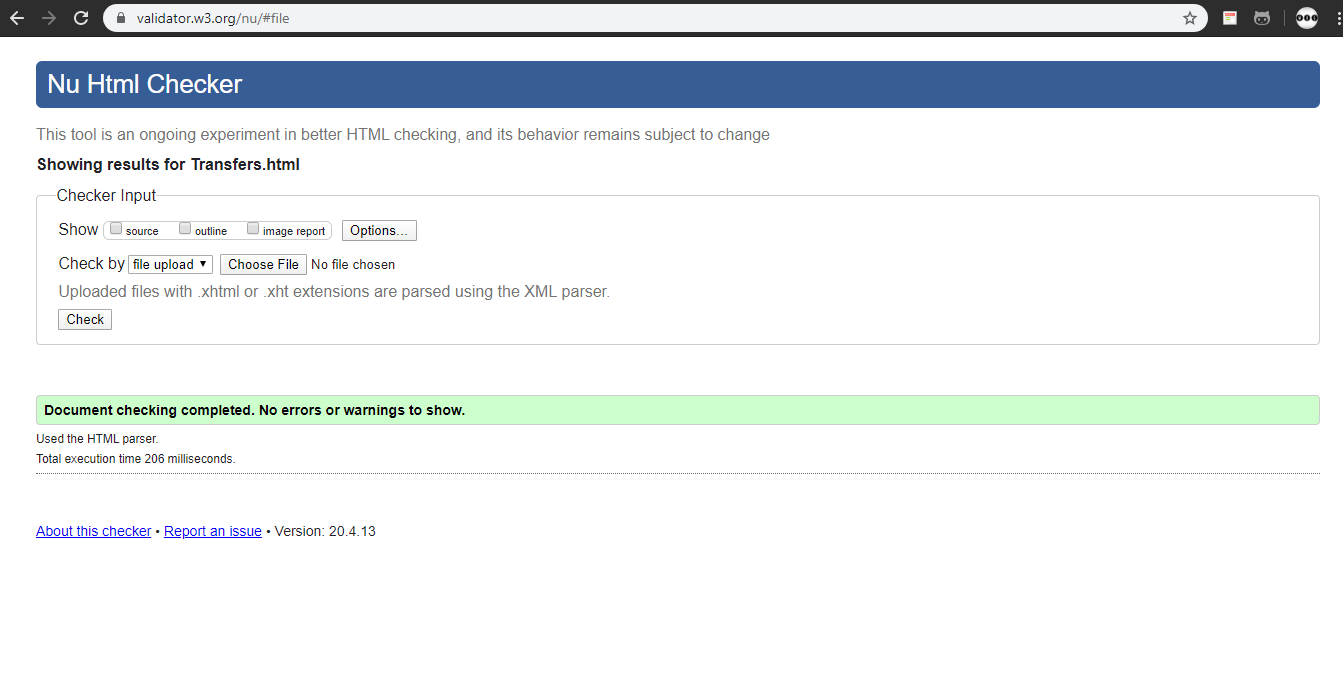 validator.w3.org/nu/#file
Nu Html Checker
This tool is an ongoing experiment in better HTML checking, and its behavior remains subject to change
Showing results for Transfers.html
Checker Input
Show source outline image report Options...
Check by file upload Choose File No file chosen
Uploaded files with .xhtml or .xht extensions are parsed using the XML parser.
Check
Document checking completed. No errors or warnings to show.
Used the HTML parser.
Total execution time 206 milliseconds.
About this checker • Report an issue • Version: 20.4.13